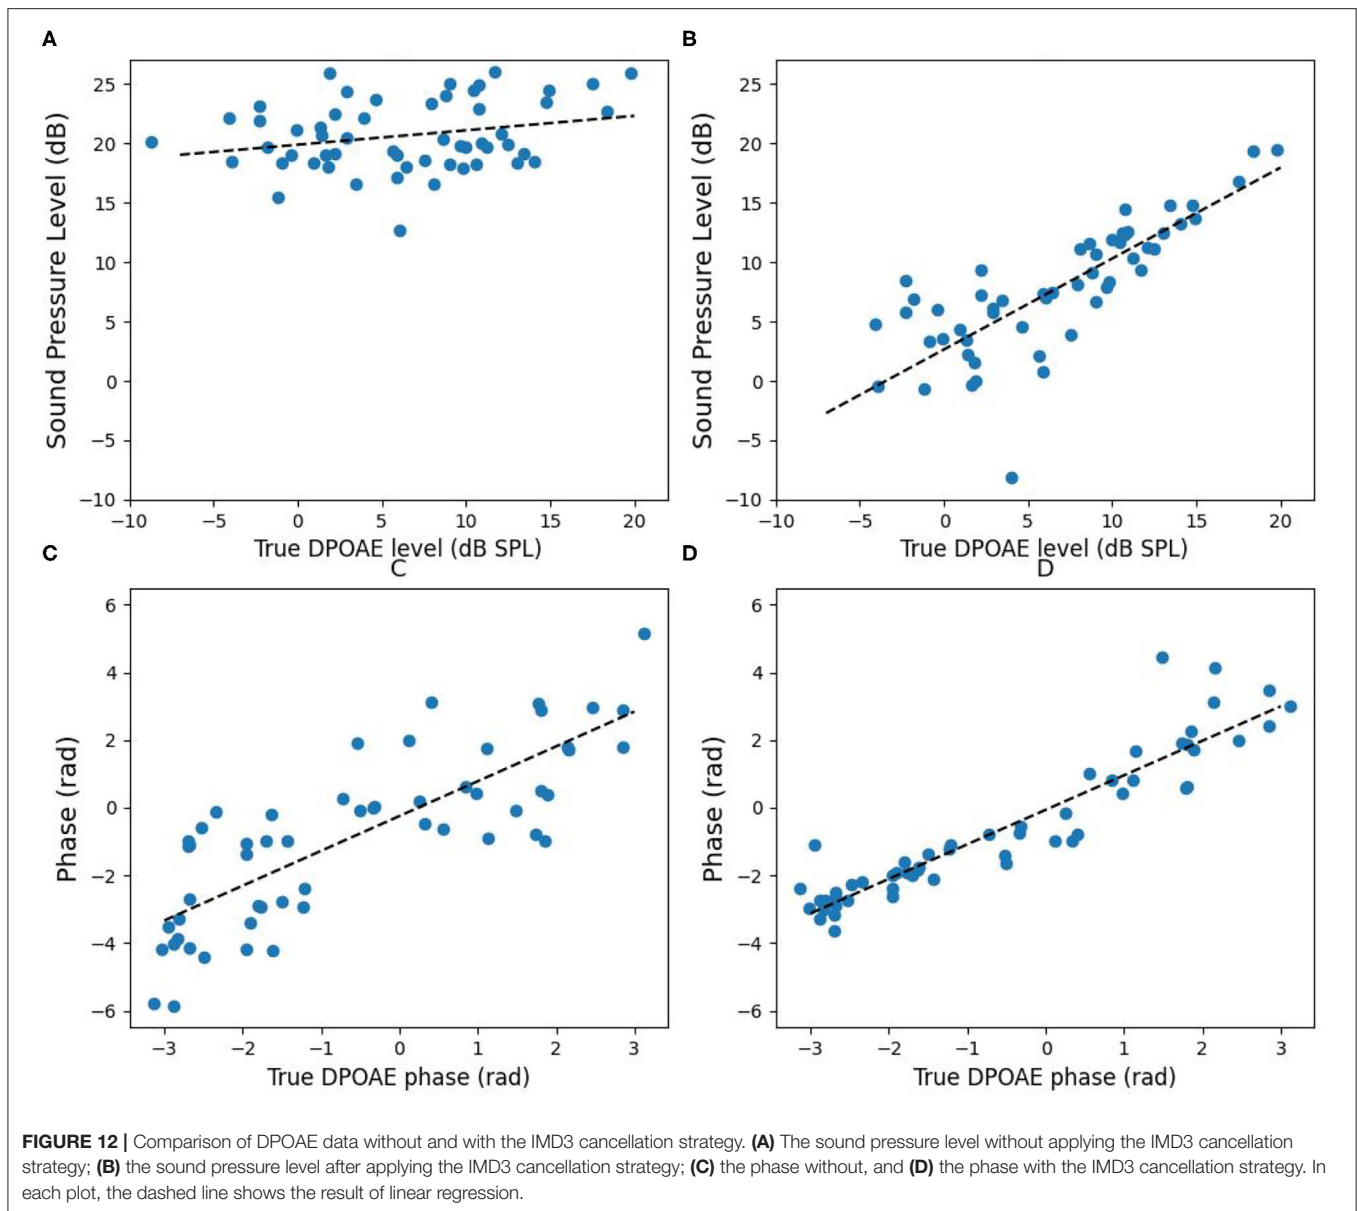 A
B
25
20
15
10
5
0
−5
−10
Sound Pressure Level (dB)
−10 −5 0 5 10 15 20
True DPOAE level (dB SPL)
25
20
15
10
5
0
−5
−10
Sound Pressure Level (dB)
−10 −5 0 5 10 15 20
True DPOAE level (dB SPL)
C
C
D
D
6
4
2
0
−2
−4
−6
Phase (rad)
−3 −2 −1 0 1 2 3
True DPOAE phase (rad)
6
4
2
0
−2
−4
−6
Phase (rad)
−3 −2 −1 0 1 2 3
True DPOAE phase (rad)
FIGURE 12 | Comparison of DPOAE data without and with the IMD3 cancellation strategy. (A) The sound pressure level without applying the IMD3 cancellation
strategy; (B) the sound pressure level after applying the IMD3 cancellation strategy; (C) the phase without, and (D) the phase with the IMD3 cancellation strategy. In
each plot, the dashed line shows the result of linear regression.